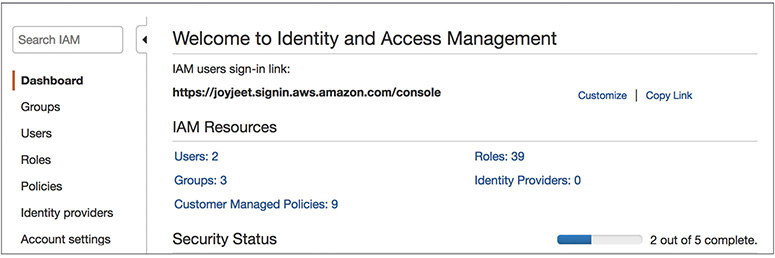 Search IAM
Dashboard
Groups
Users
Roles
Policies
Identity providers
Account settings
Welcome to Identity and Access Management
IAM users sign-in link:
https://joyjeet.signin.aws.amazon.com/console
Customize | Copy Link
IAM Resources
Users: 2
Roles: 39
Groups: 3
Identity Providers: 0
Customer Managed Policies: 9
Security Status
2 out of 5 complete.